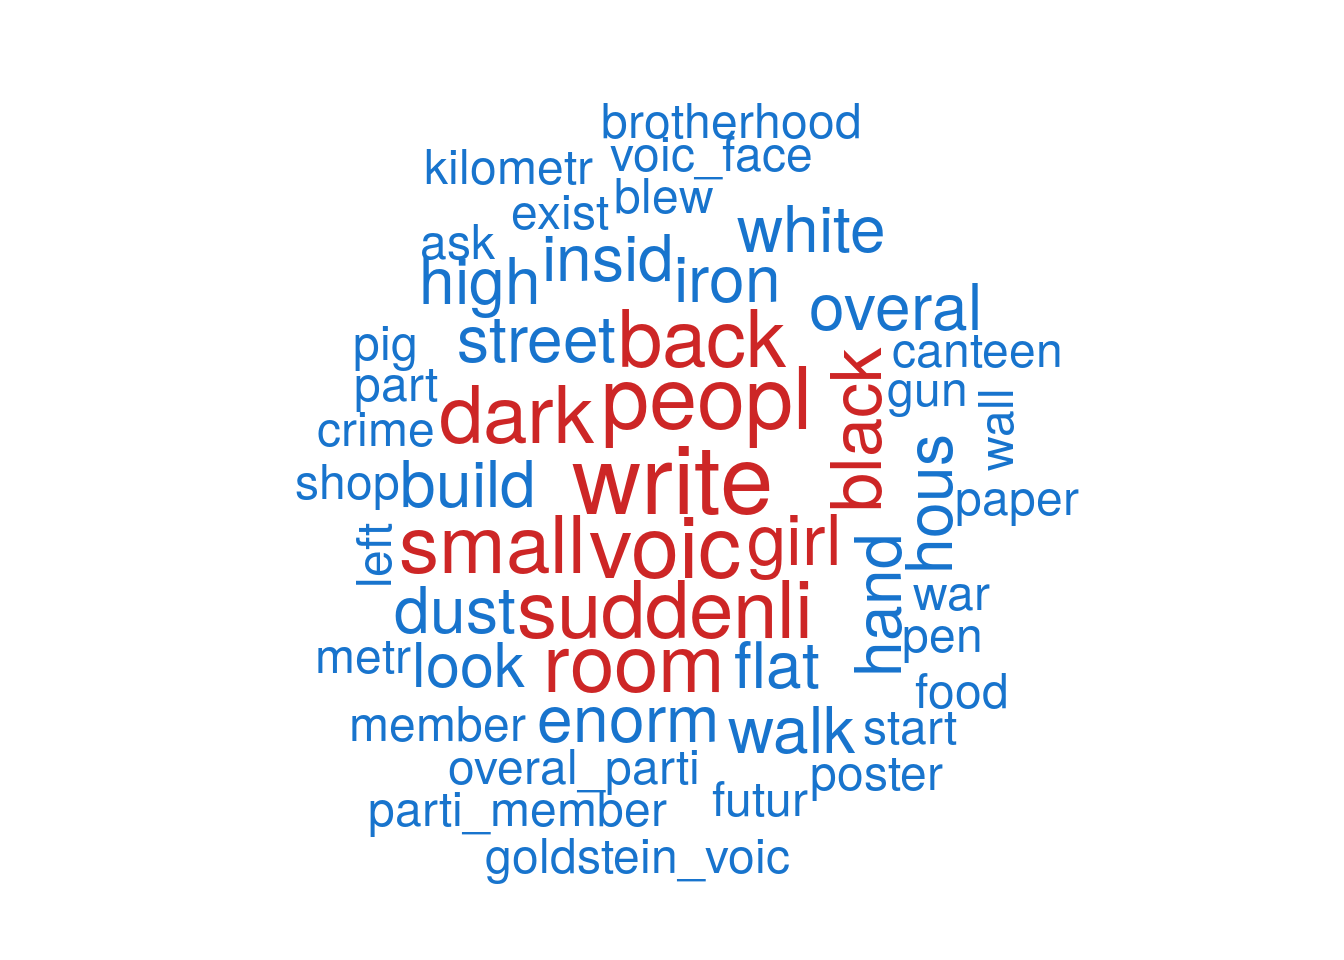 brotherhood
voic_face
kilometr
blew
exist
white
ask
insid
iron
high
overal
street
back
pig
canteen
part
peopl
black
gun
dark
wall
crime
build
write
hous
shop
paper
left
small
voic
girl
hand
war
dust
suddenli
pen
metr
look
room
flat
food
member
enorm
walk
start
overal_parti
poster
parti_member
futur
goldstein_voic